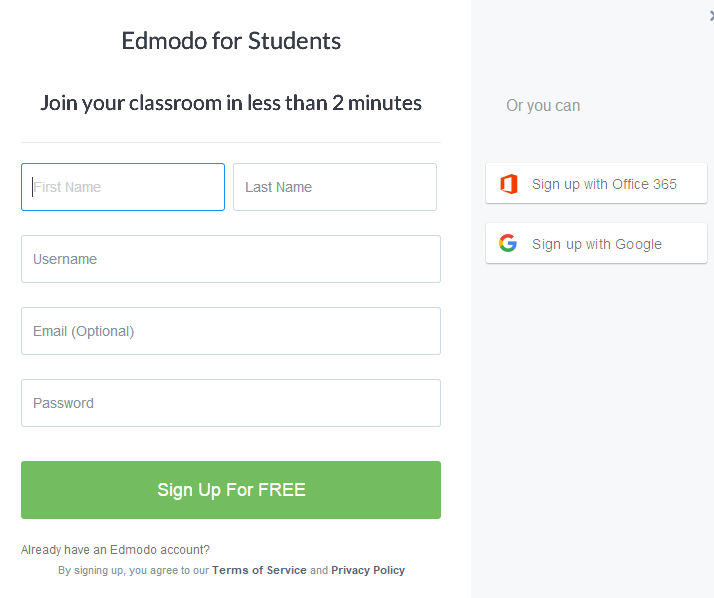 Edmodo for Students
Join your classroom in less than 2 minutes
First Name
Last Name
Username
Email (Optional)
Password
Sign Up For FREE
Already have an Edmodo account?
By signing up, you agree to our Terms of Service and Privacy Policy
Or you can
Sign up with Office 365
Sign up with Google